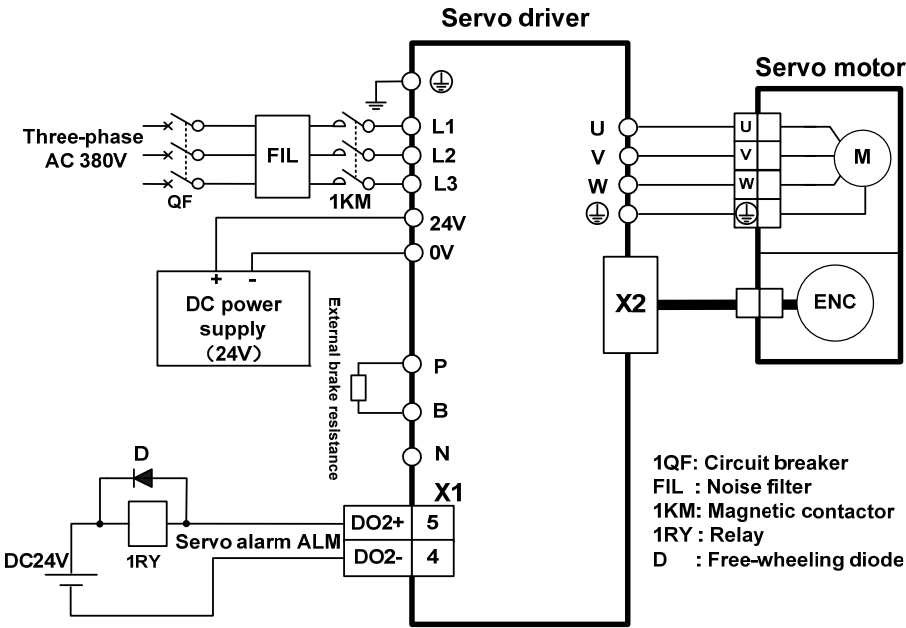 Servo driver
Servo motor
Three-phase
AC 380V
QF
FIL
1KM
L1
L2
L3
24V
0V
+ -
DC power
supply
(24V)
External brake resistance
P
B
N
X1
U
V
W
U
V
W
M
X2
ENC
D
1RY
DC24V
Servo alarm ALM
DO2+ 5
DO2- 4
1QF: Circuit breaker
FIL : Noise filter
1KM: Magnetic contactor
1RY : Relay
D : Free-wheeling diode